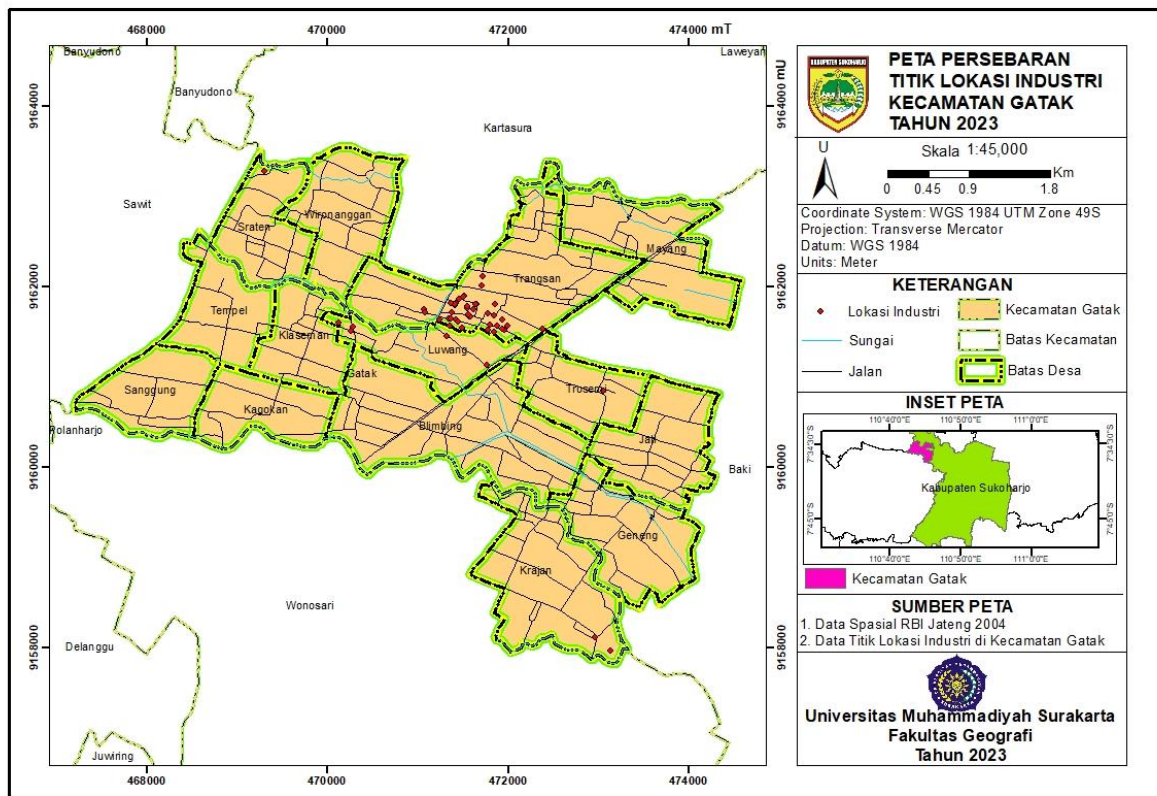 468000 470000 472000 mT 474000
Banyudono
Laweyan
Banyudono
9164000
9164000 mU
Kartasura
Sawit
Wironanggan
Sraten
Mayang
Trangsan
9162000
9162000
Tempel
Klaseman
Luwang
Gatak
Sanggung
Trosemi
Kagokan
Blimbing
Jati
Polanharjo
9160000
9160000
Baki
Geneng
Krajan
Wonosari
Delanggu
9158000
9158000
Juwiring
468000 470000 472000 474000
KABUPATEN SUKOHARJO
PETA PERSEBARAN
TITIK LOKASI INDUSTRI
KECAMATAN GATAK
TAHUN 2023
U
Skala 1:45,000
Km
0 0.45 0.9 1.8
Coordinate System: WGS 1984 UTM Zone 49S
Projection: Transverse Mercator
Datum: WGS 1984
Units: Meter
KETERANGAN
Lokasi Industri Kecamatan Gatak
Sungai Batas Kecamatan
Jalan Batas Desa
INSET PETA
110°40'0"E 110°50'0"E 111°0'0"E
7°34'30"S
7°34'30"S
Kabupaten Sukoharjo
7°45'0"S
7°45'0"S
110°40'0"E 110°50'0"E 111°0'0"E
Kecamatan Gatak
SUMBER PETA
1. Data Spasial RBI Jateng 2004
2. Data Titik Lokasi Industri di Kecamatan Gatak
Universitas Muhammadiyah Surakarta
Fakultas Geografi
Tahun 2023